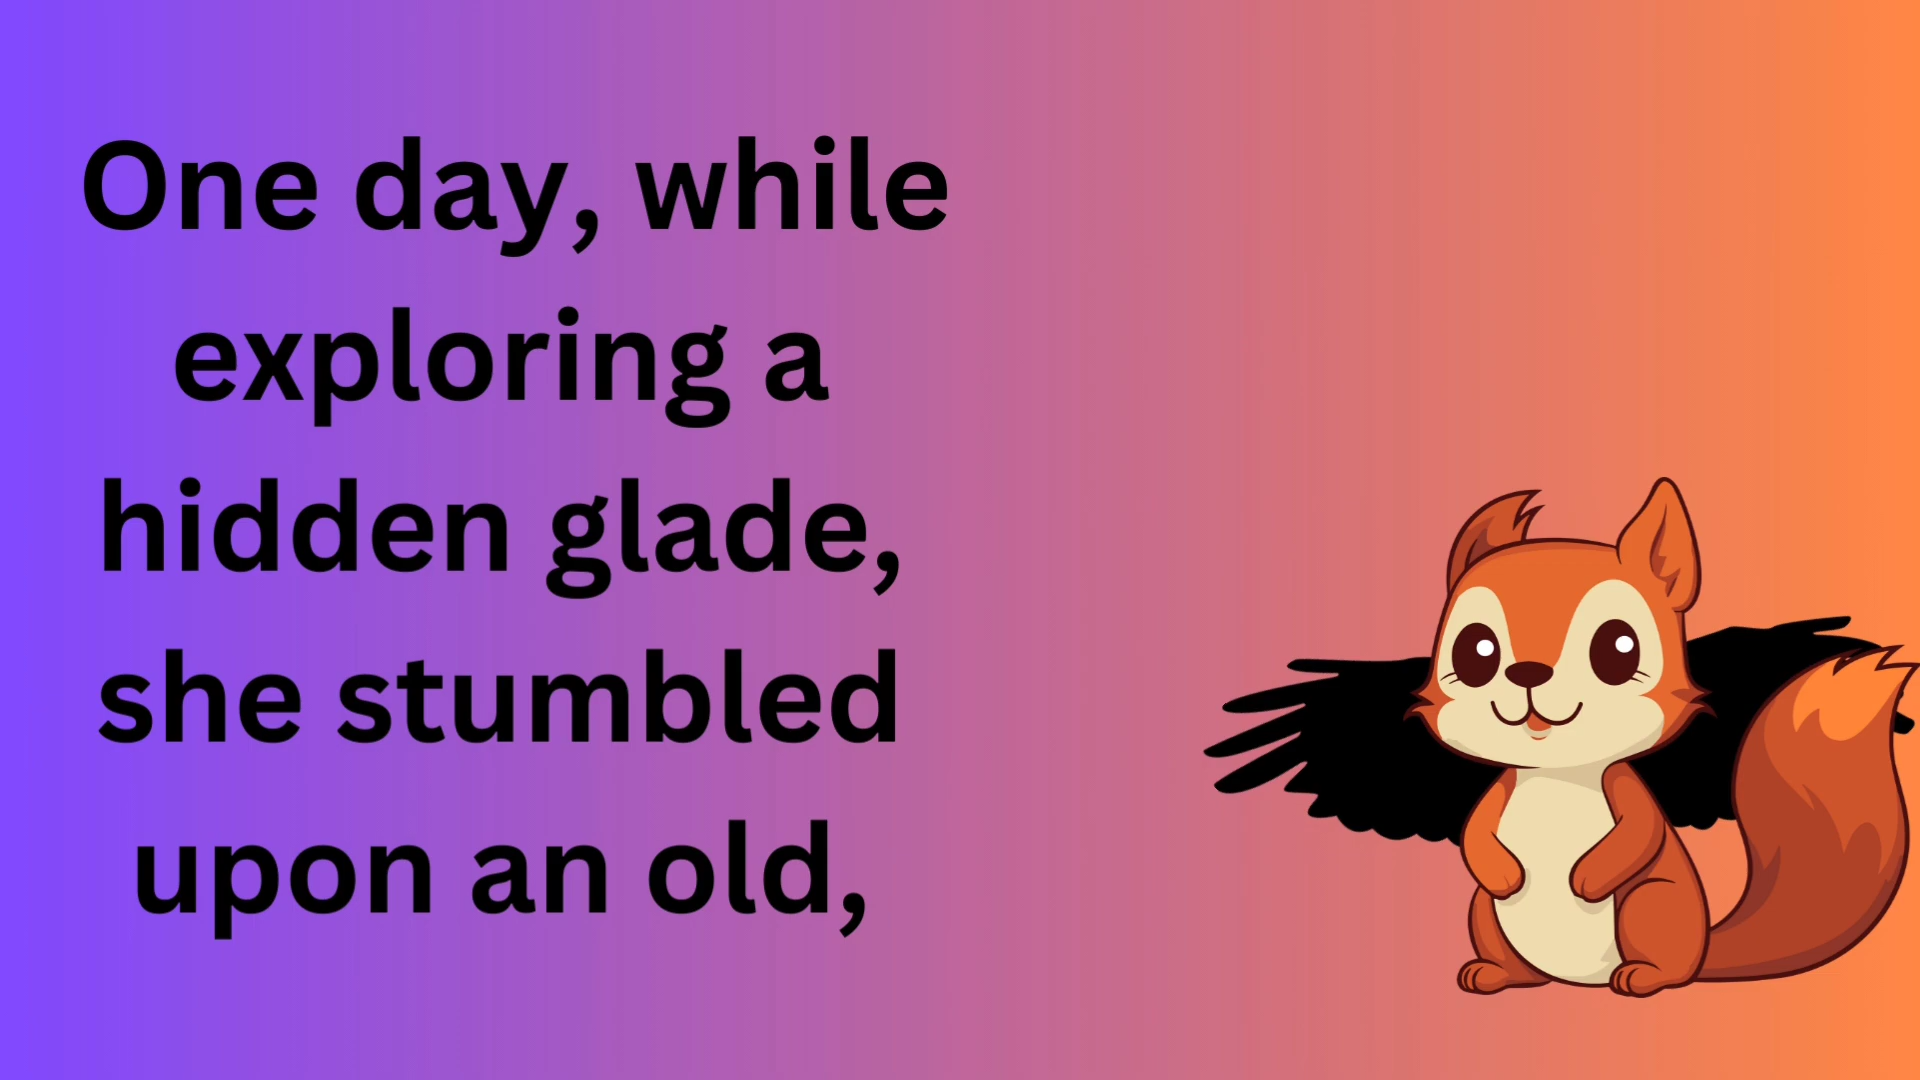 One day, while
exploring a
hidden glade,
she stumbled
upon an old,